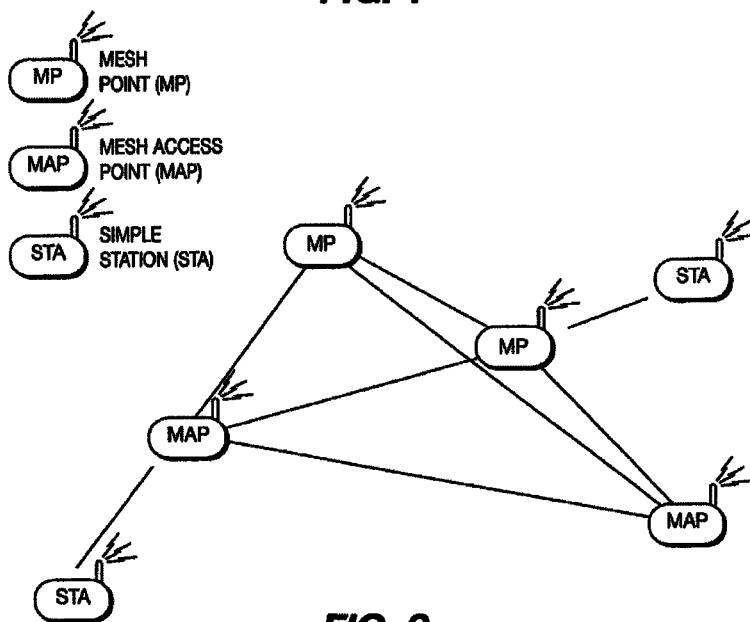 MP
MESH
POINT (MP)
MAP
MESH ACCESS
POINT (MAP)
STA
SIMPLE
STATION (STA)
MP
STA
MP
MAP
MAP
STA